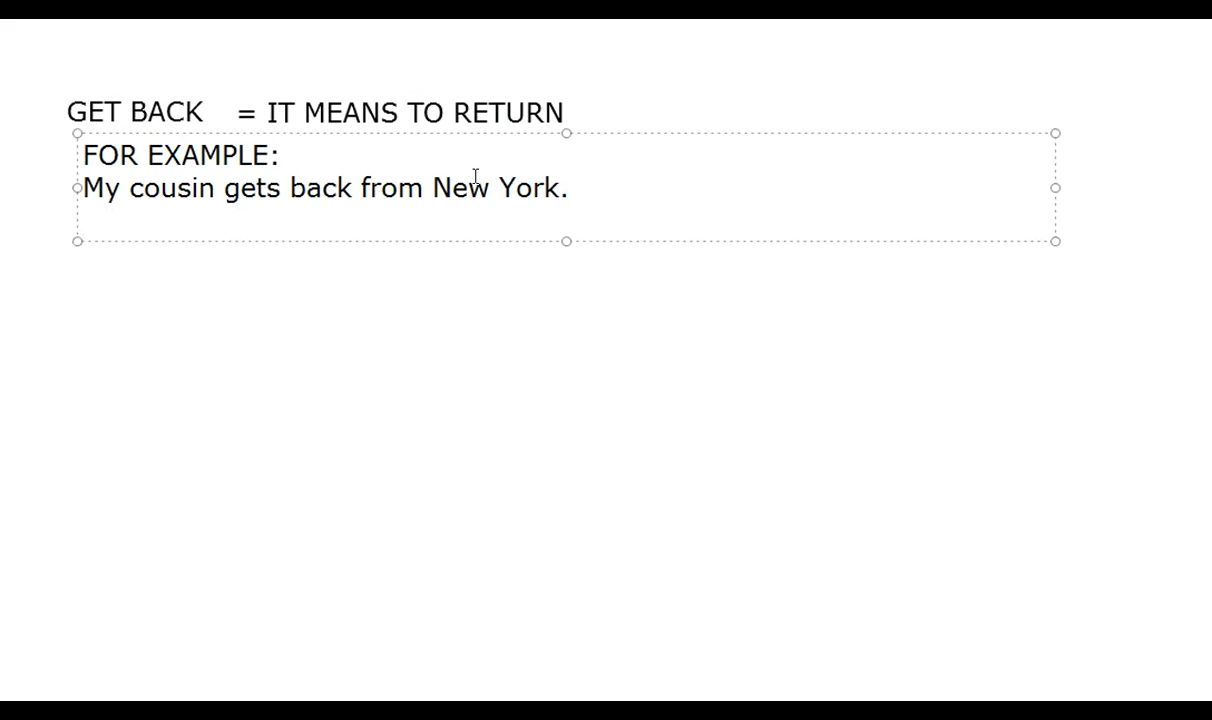 GET BACK = IT MEANS TO RETURN
FOR EXAMPLE:
My cousin gets back from New York.